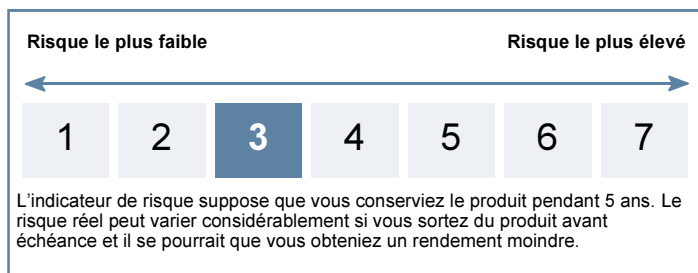 Risque le plus faible Risque le plus élevé
1 2 3 4 5 6 7
L'indicateur de risque suppose que vous conserviez le produit pendant 5 ans. Le
risque réel peut varier considérablement si vous sortez du produit avant
échéance et il se pourrait que vous obteniez un rendement moindre.